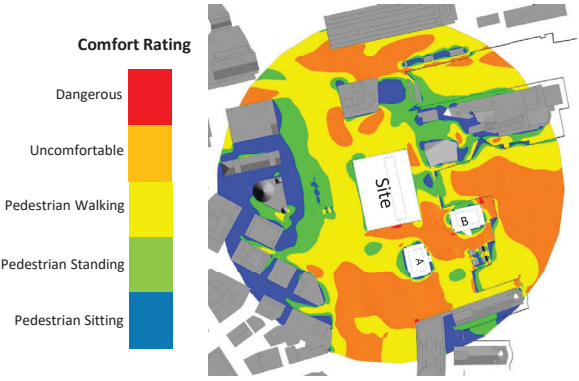 Comfort Rating
Dangerous
Uncomfortable
Pedestrian Walking
Pedestrian Standing
Pedestrian Sitting
Site
B
A